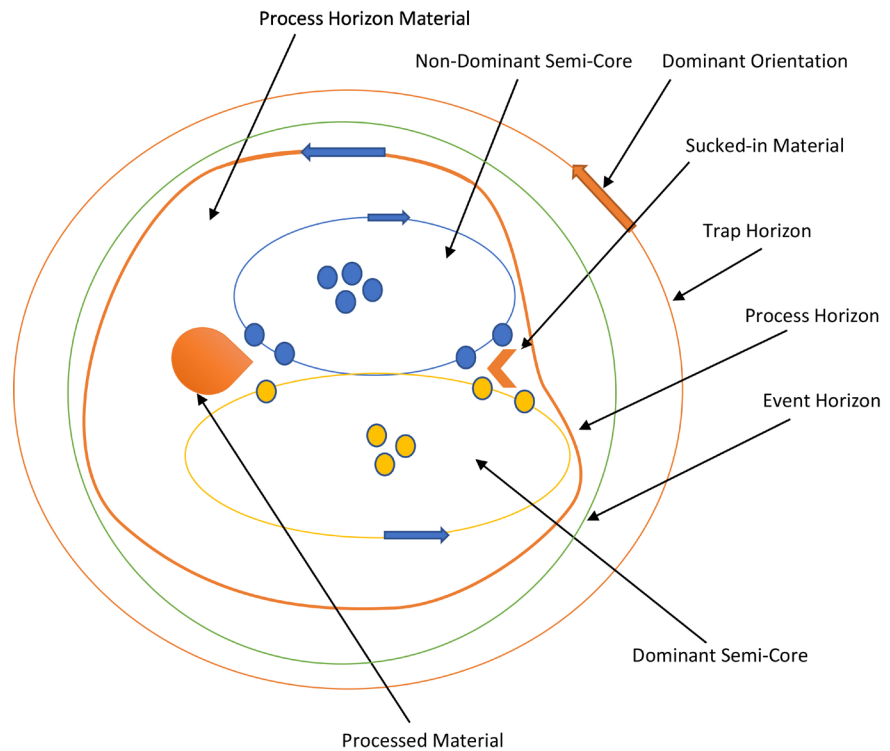 Process Horizon Material
Non-Dominant Semi-Core
Dominant Orientation
Sucked-in Material
Trap Horizon
Process Horizon
Event Horizon
Dominant Semi-Core
Processed Material